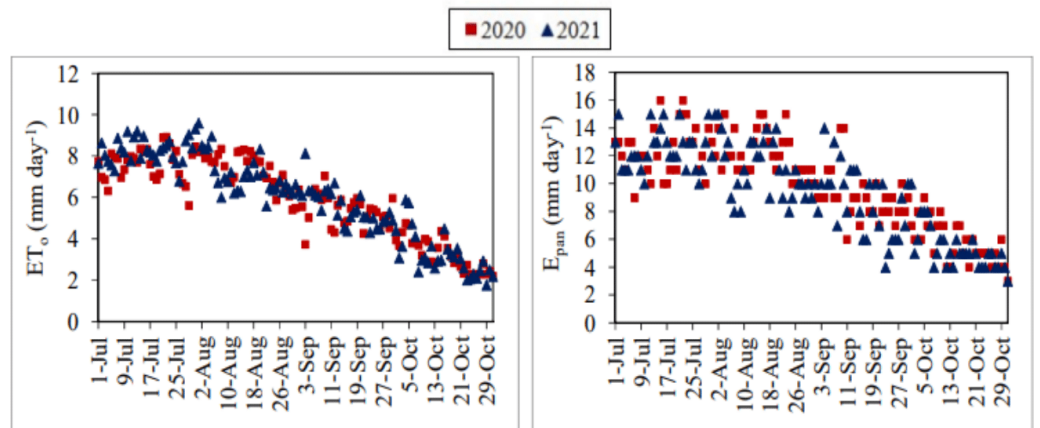 2020 2021
12
10
8
6
4
2
0
ETo (mm day-1)
1-Jul
9-Jul
17-Jul
25-Jul
2-Aug
10-Aug
18-Aug
26-Aug
3-Sep
11-Sep
19-Sep
27-Sep
5-Oct
13-Oct
21-Oct
29-Oct
18
16
14
12
10
8
6
4
2
0
Epan (mm day-1)
1-Jul
9-Jul
17-Jul
25-Jul
2-Aug
10-Aug
18-Aug
26-Aug
3-Sep
11-Sep
19-Sep
27-Sep
5-Oct
13-Oct
21-Oct
29-Oct